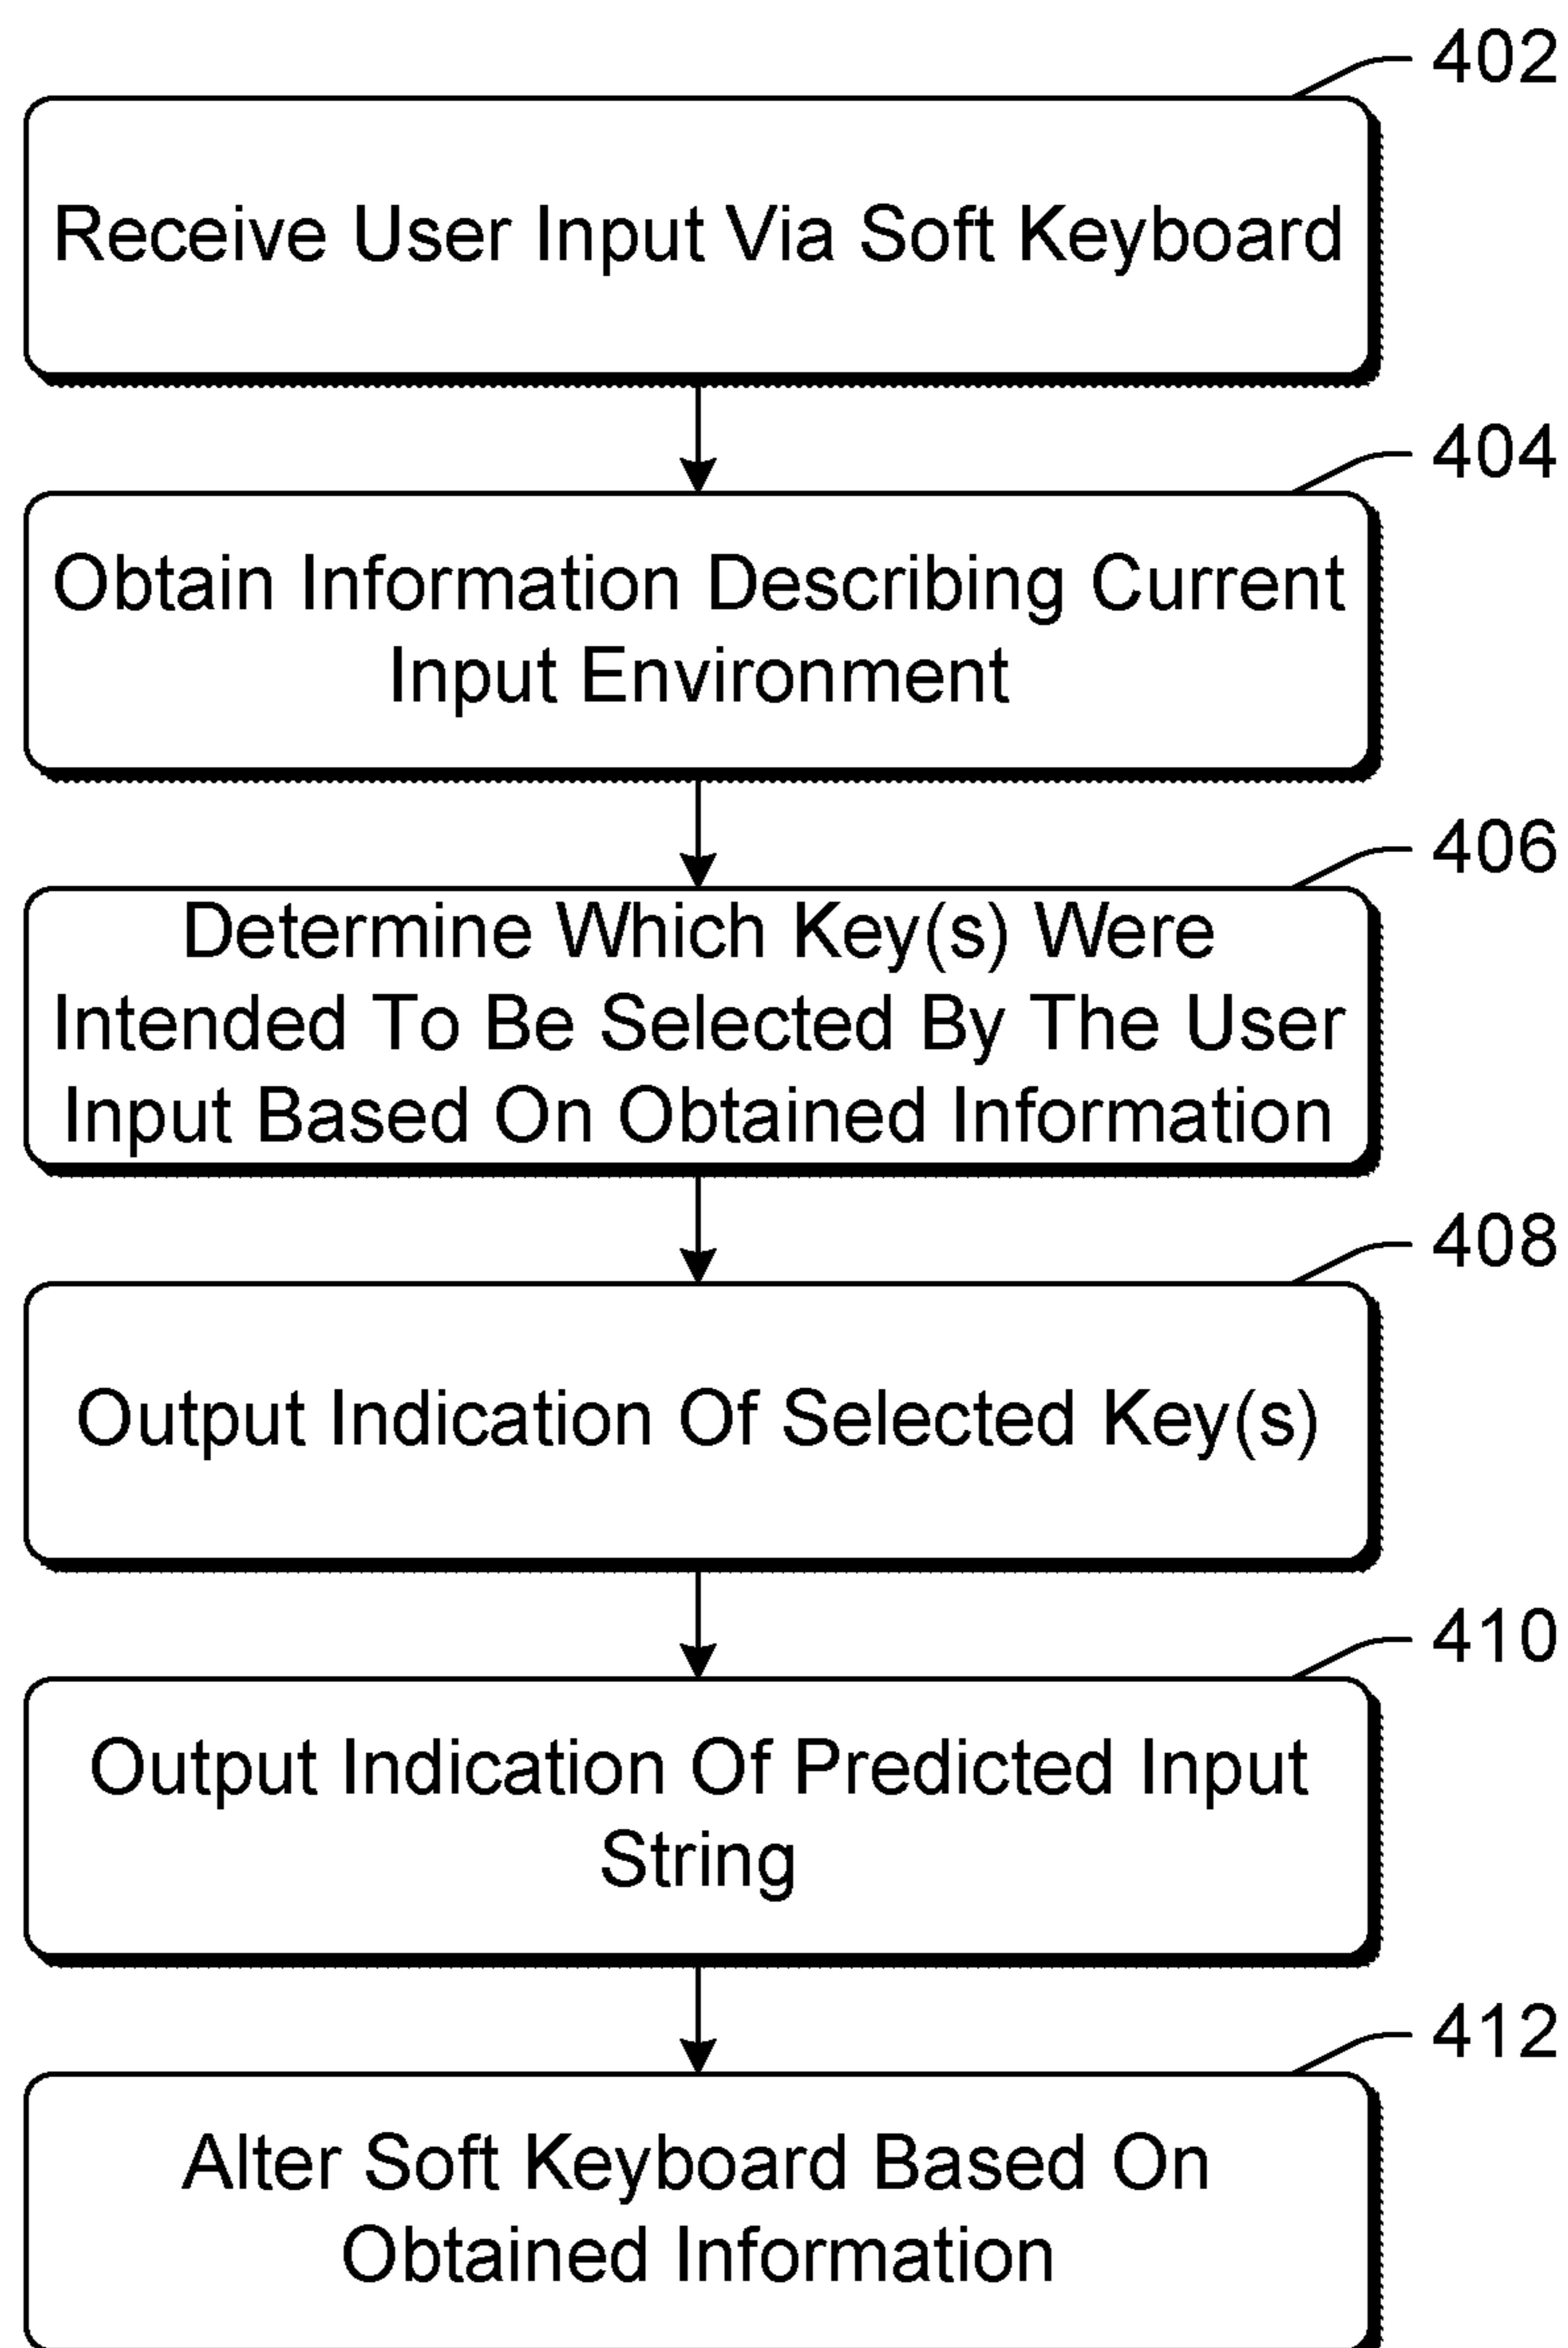 402
Receive User Input Via Soft Keyboard
404
Obtain Information Describing Current
Input Environment
406
Determine Which Key(s) Were
Intended To Be Selected By The User
Input Based On Obtained Information
408
Output Indication Of Selected Key(s)
410
Output Indication Of Predicted Input
String
412
Alter Soft Keyboard Based On
Obtained Information